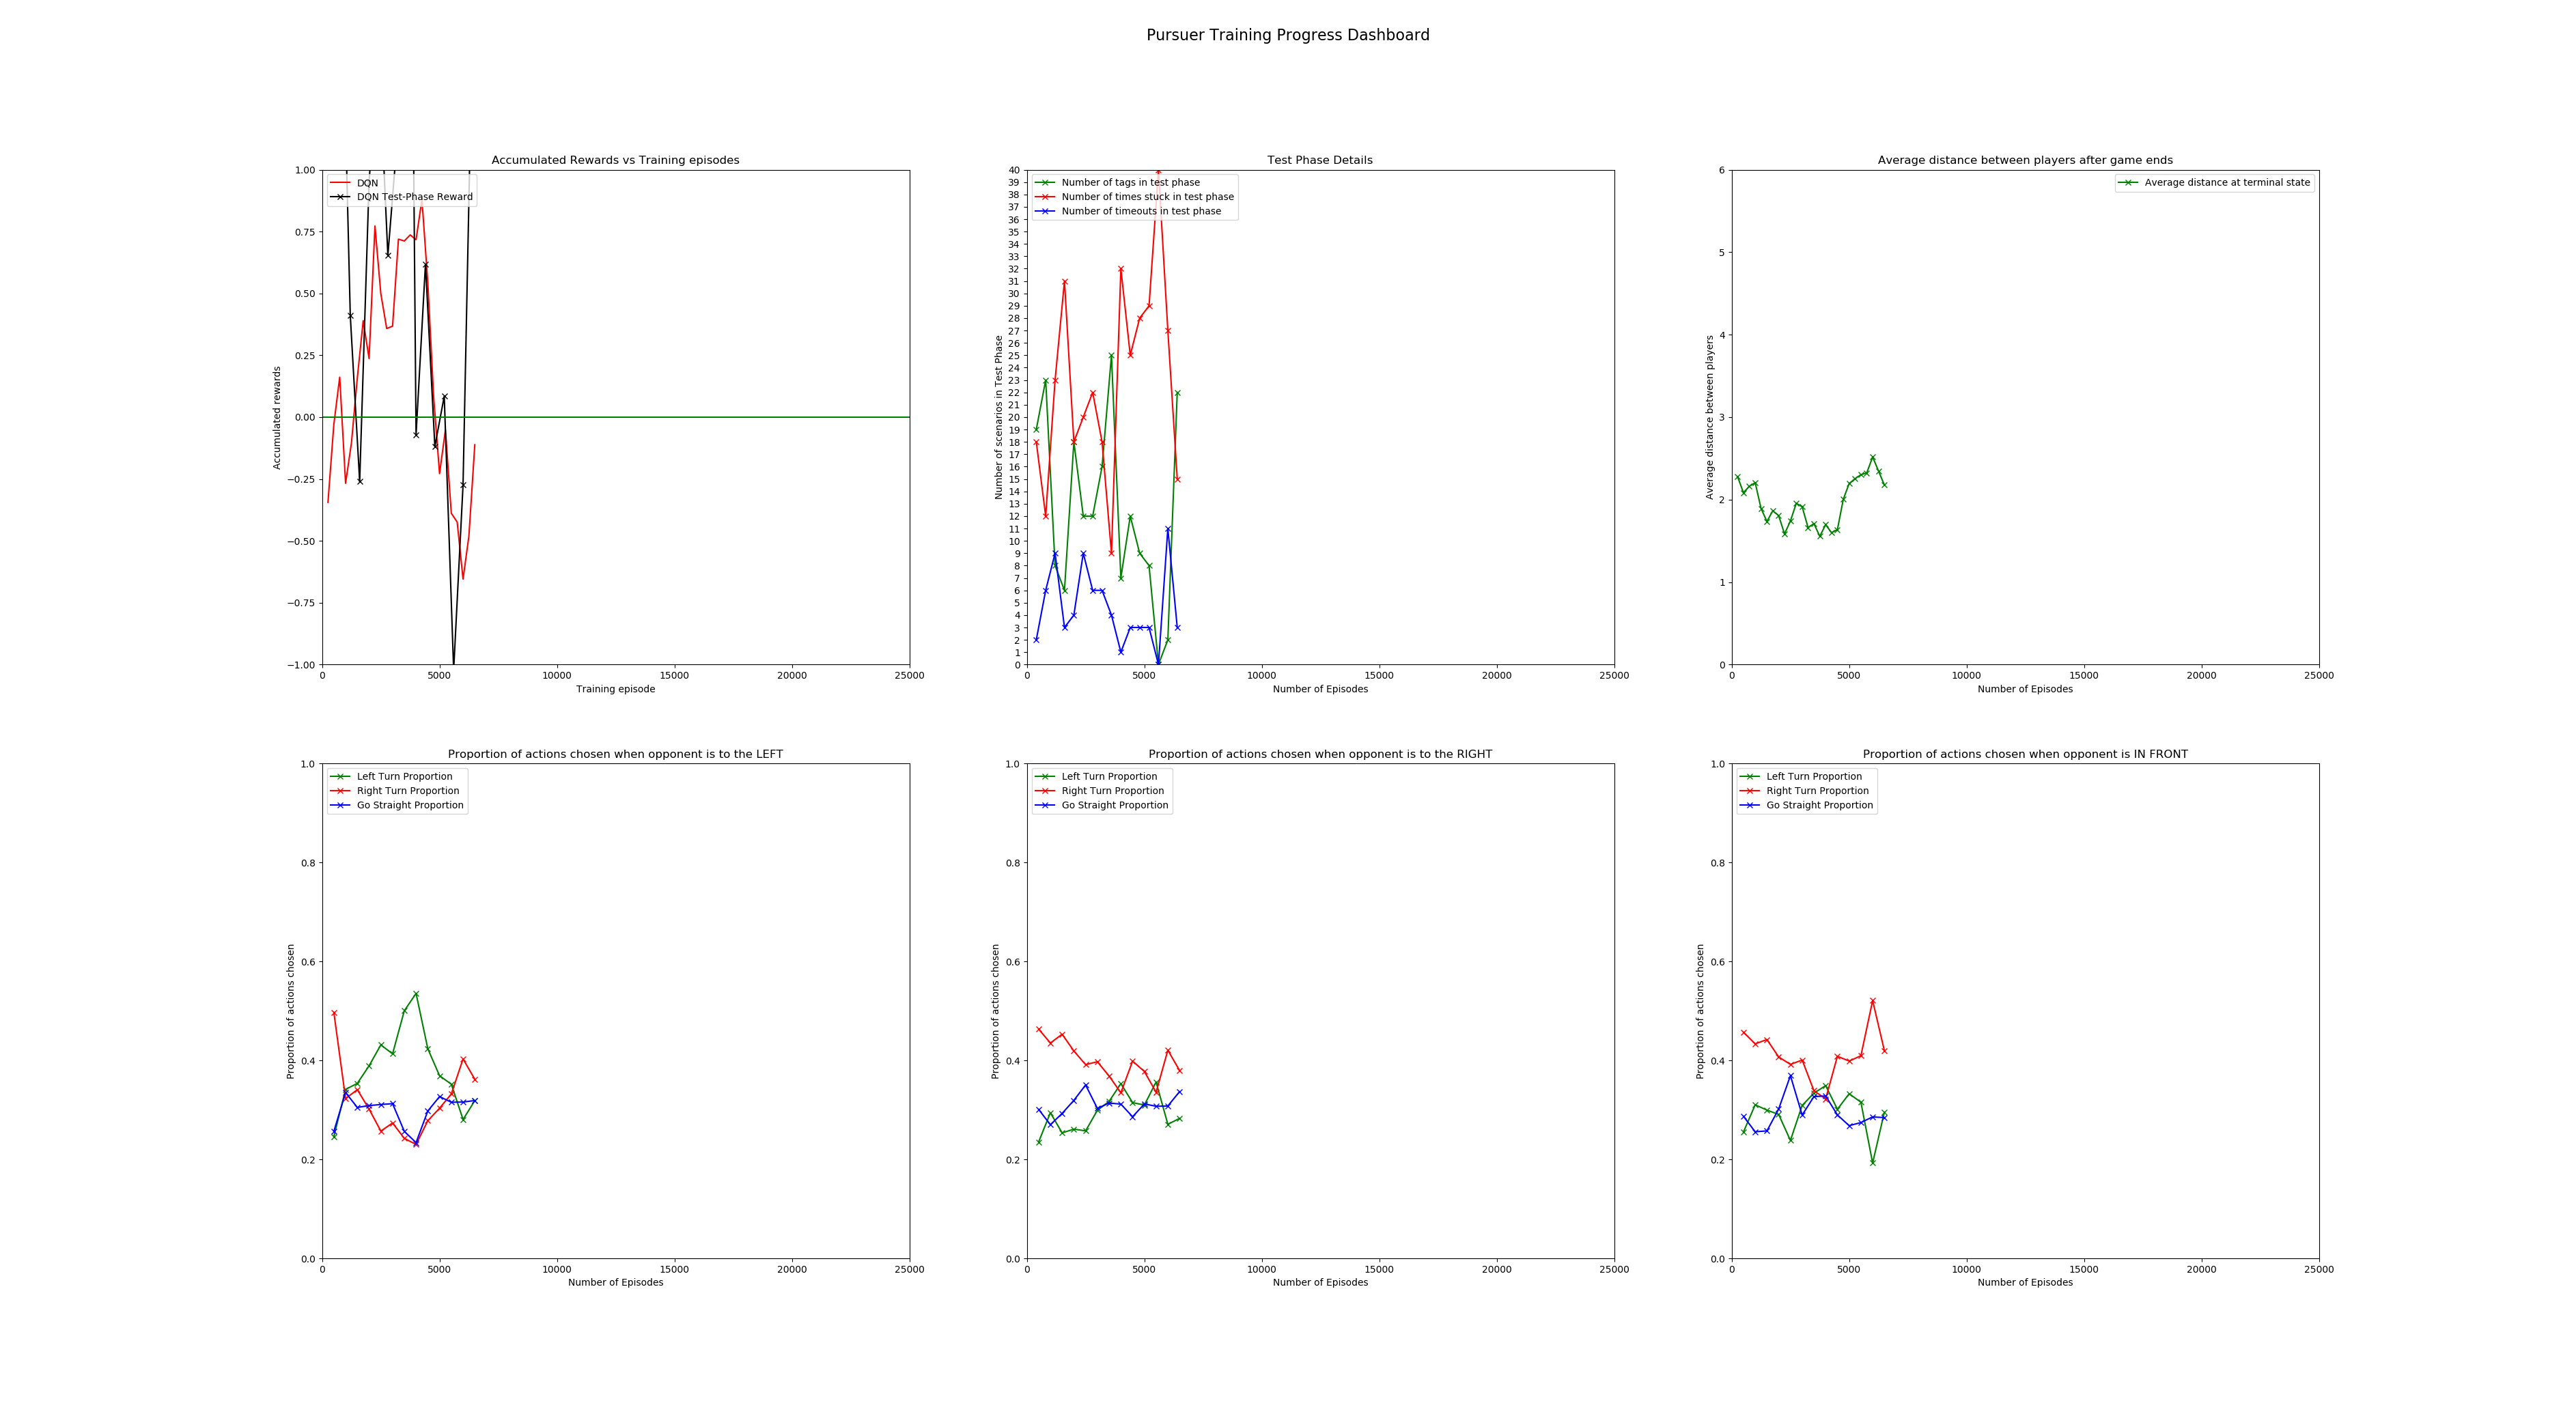 Pursuer Training Progress Dashboard
Accumulated Rewards vs Training episodes
1.00
0.75
0.50
0.25
0.00
−0.25
−0.50
−0.75
−1.00
Accumulated rewards
DQN
DQN Test-Phase Reward
0 5000 10000 15000 20000 25000
Training episode
Test Phase Details
40
39
38
37
36
35
34
33
32
31
30
29
28
27
26
25
24
23
22
21
20
19
18
17
16
15
14
13
12
11
10
9
8
7
6
5
4
3
2
1
0
Number of scenarios in Test Phase
Number of tags in test phase
Number of times stuck in test phase
Number of timeouts in test phase
0 5000 10000 15000 20000 25000
Number of Episodes
Average distance between players after game ends
6
5
4
3
2
1
0
Average distance between players
Average distance at terminal state
0 5000 10000 15000 20000 25000
Number of Episodes
Proportion of actions chosen when opponent is to the LEFT
1.0
0.8
0.6
0.4
0.2
0.0
Proportion of actions chosen
Left Turn Proportion
Right Turn Proportion
Go Straight Proportion
0 5000 10000 15000 20000 25000
Number of Episodes
Proportion of actions chosen when opponent is to the RIGHT
1.0
0.8
0.6
0.4
0.2
0.0
Proportion of actions chosen
Left Turn Proportion
Right Turn Proportion
Go Straight Proportion
0 5000 10000 15000 20000 25000
Number of Episodes
Proportion of actions chosen when opponent is IN FRONT
1.0
0.8
0.6
0.4
0.2
0.0
Proportion of actions chosen
Left Turn Proportion
Right Turn Proportion
Go Straight Proportion
0 5000 10000 15000 20000 25000
Number of Episodes